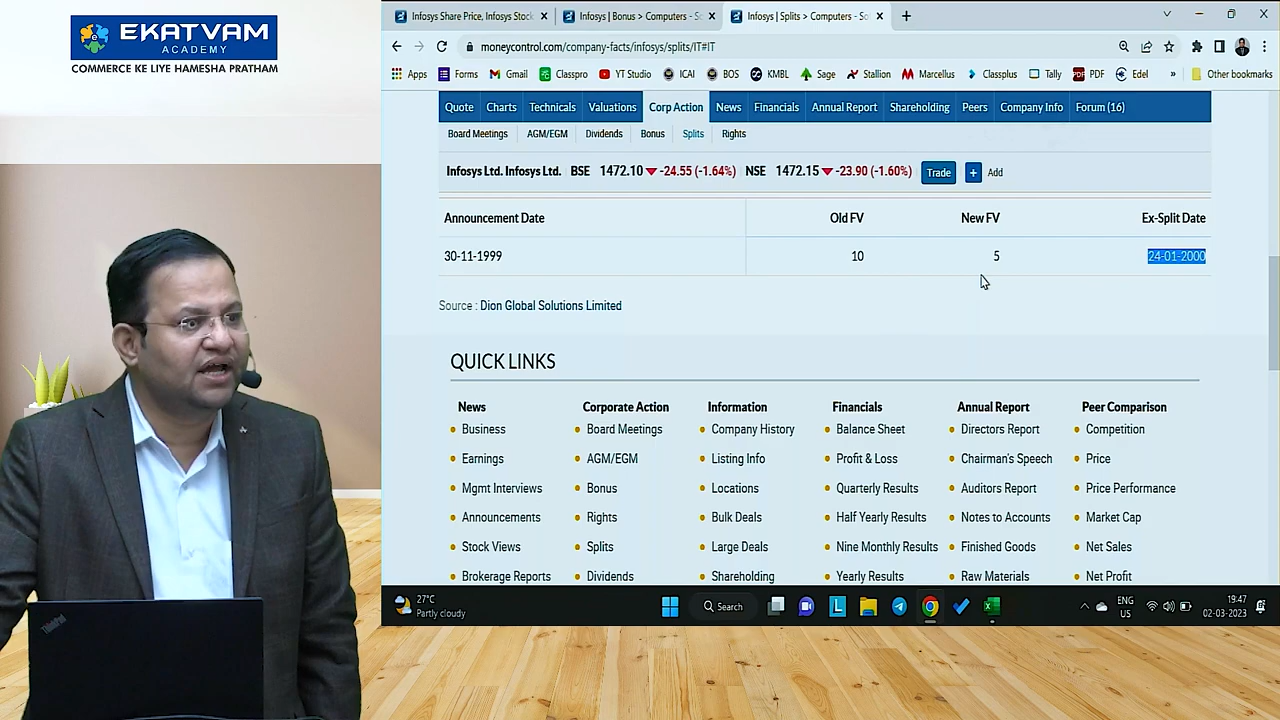 EKATVAM
ACADEMY
COMMERCE KE LIYE HAMESHA PRATHAM
Infosys Share Price, Infosys Stock
Infosys | Bonus > Computers - So
Infosys | Splits > Computers - So
moneycontrol.com/company-facts/infosys/splits/IT#IT
Apps Forms Gmail Classpro YT Studio ICAI BOS KMBL Sage Stallion Marcellus Classplus Tally PDF PDF Edel » Other bookmarks
Quote Charts Technicals Valuations Corp Action News Financials Annual Report Shareholding Peers Company Info Forum (16)
Board Meetings AGM/EGM Dividends Bonus Splits Rights
Infosys Ltd. Infosys Ltd. BSE 1472.10 -24.55 (-1.64%) NSE 1472.15 -23.90 (-1.60%) Trade + Add
Announcement Date Old FV New FV Ex-Split Date
30-11-1999 10 5 24-01-2000
Source : Dion Global Solutions Limited
QUICK LINKS
News Corporate Action Information Financials Annual Report Peer Comparison
Business Board Meetings Company History Balance Sheet Directors Report Competition
Earnings AGM/EGM Listing Info Profit & Loss Chairman's Speech Price
Mgmt Interviews Bonus Locations Quarterly Results Auditors Report Price Performance
Announcements Rights Bulk Deals Half Yearly Results Notes to Accounts Market Cap
Stock Views Splits Large Deals Nine Monthly Results Finished Goods Net Sales
Brokerage Reports Dividends Shareholding Yearly Results Raw Materials Net Profit
27°C
Partly cloudy
Search
L
ENG
US
19:47
02-03-2023
ThinkPad